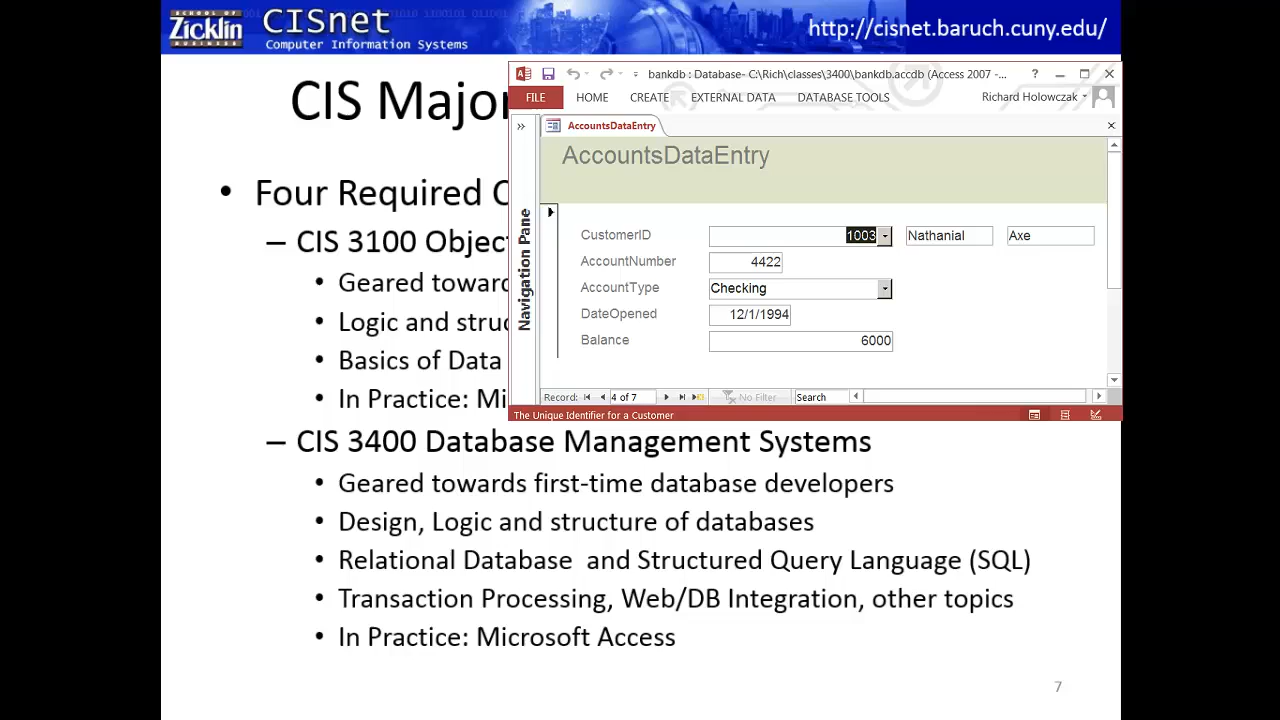 SCHOOL OF
Zicklin
BUSINESS
CISnet
Computer Information Systems
http://cisnet.baruch.cuny.edu/
CIS Major
bankdb : Database- C:\Rich\classes\3400\bankdb.accdb (Access 2007 -
?
FILE
HOME
CREATE
EXTERNAL DATA
DATABASE TOOLS
Richard Holowczak
AccountsDataEntry
AccountsDataEntry
Navigation Pane
CustomerID 1003 Nathanial Axe
AccountNumber 4422
AccountType Checking
DateOpened 12/1/1994
Balance 6000
Record: 4 of 7 No Filter Search
The Unique Identifier for a Customer
• Four Required
– CIS 3100 Object
• Geared toward
• Logic and struc
• Basics of Data
• In Practice: Mi
– CIS 3400 Database Management Systems
• Geared towards first-time database developers
• Design, Logic and structure of databases
• Relational Database and Structured Query Language (SQL)
• Transaction Processing, Web/DB Integration, other topics
• In Practice: Microsoft Access
7